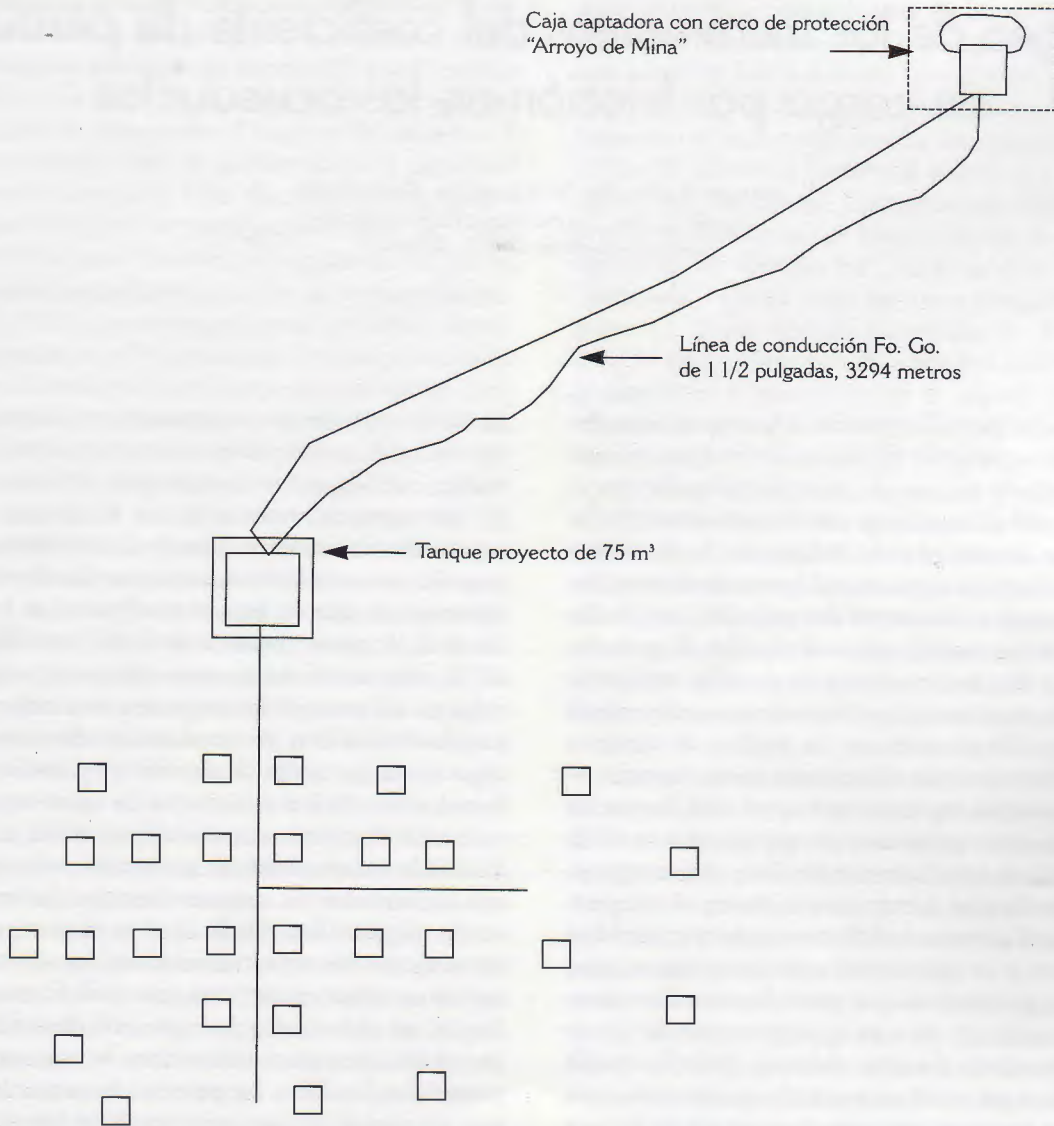 Caja captadora con cerco de protección
“Arroyo de Mina”
Línea de conducción Fo. Go.
de 1 1/2 pulgadas, 3294 metros
Tanque proyecto de 75 m³